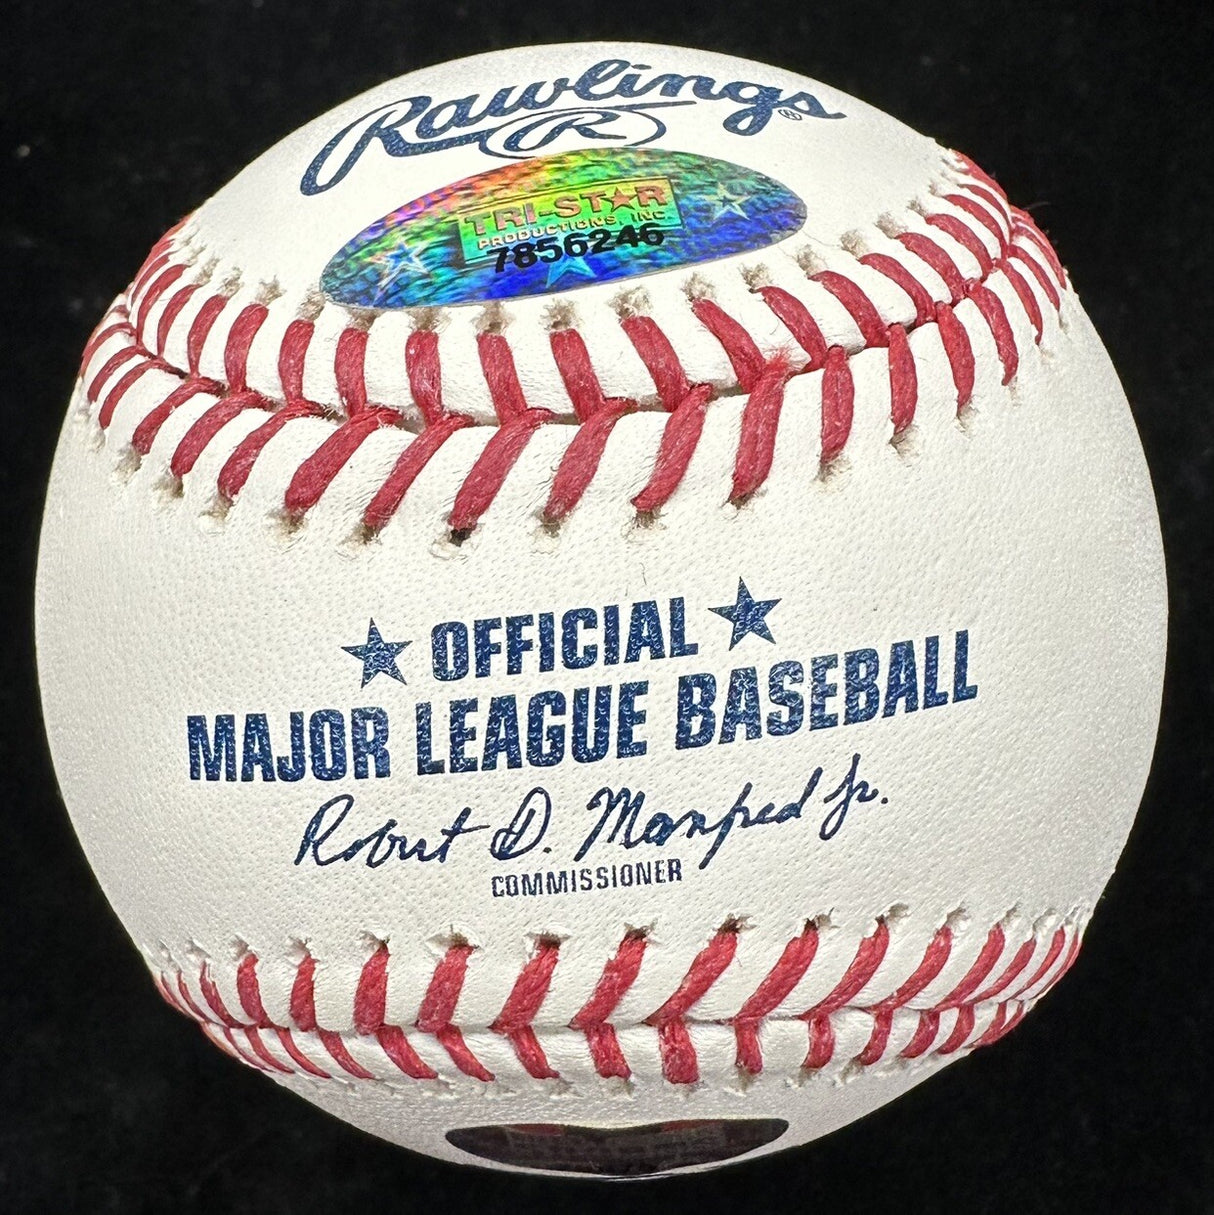 Rawlings®
R
TRI-STAR
PRODUCTIONS, INC
7856246
OFFICIAL
MAJOR LEAGUE BASEBALL
Robert D. Manfred Jr.
COMMISSIONER